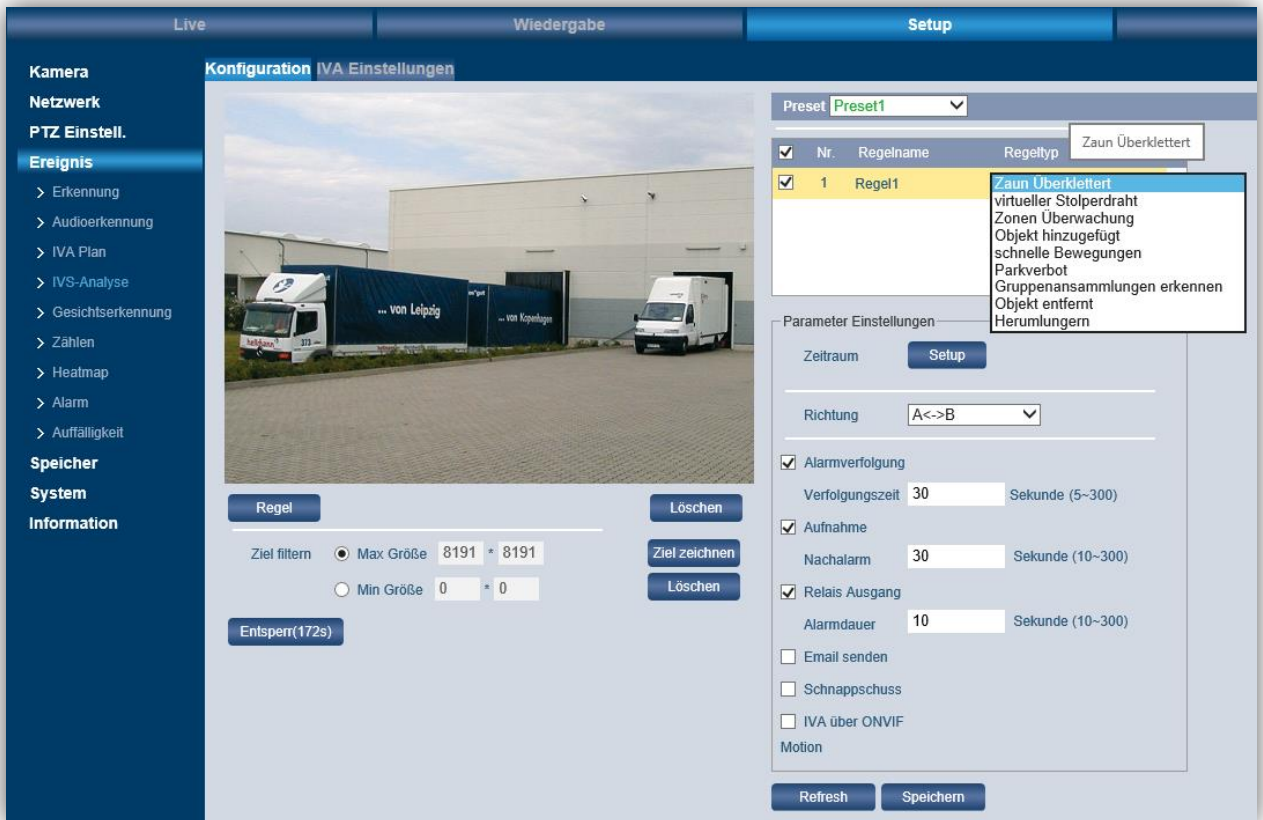 Live Wiedergabe Setup
Kamera
Netzwerk
PTZ Einstell.
Ereignis
Erkennung
Audioerkennung
IVA Plan
IVS-Analyse
Gesichtserkennung
Zählen
Heatmap
Alarm
Auffälligkeit
Speicher
System
Information
Konfiguration IVA Einstellungen
... von Leipzig
... von Kopenhagen
hellmann
373
Regel Löschen
Ziel filtern Max Größe 8191 * 8191 Ziel zeichnen
Min Größe 0 * 0 Löschen
Entsperr(172s)
Preset Preset1
Zaun Überklettert
Nr. Regelname Regeltyp
1 Regel1
Zaun Überklettert
virtueller Stolperdraht
Zonen Überwachung
Objekt hinzugefügt
schnelle Bewegungen
Parkverbot
Gruppenansammlungen erkennen
Objekt entfernt
Herumlungern
Parameter Einstellungen
Zeitraum Setup
Richtung A<->B
Alarmverfolgung
Verfolgungszeit 30 Sekunde (5~300)
Aufnahme
Nachalarm 30 Sekunde (10~300)
Relais Ausgang
Alarmdauer 10 Sekunde (10~300)
Email senden
Schnappschuss
IVA über ONVIF
Motion
Refresh Speichern